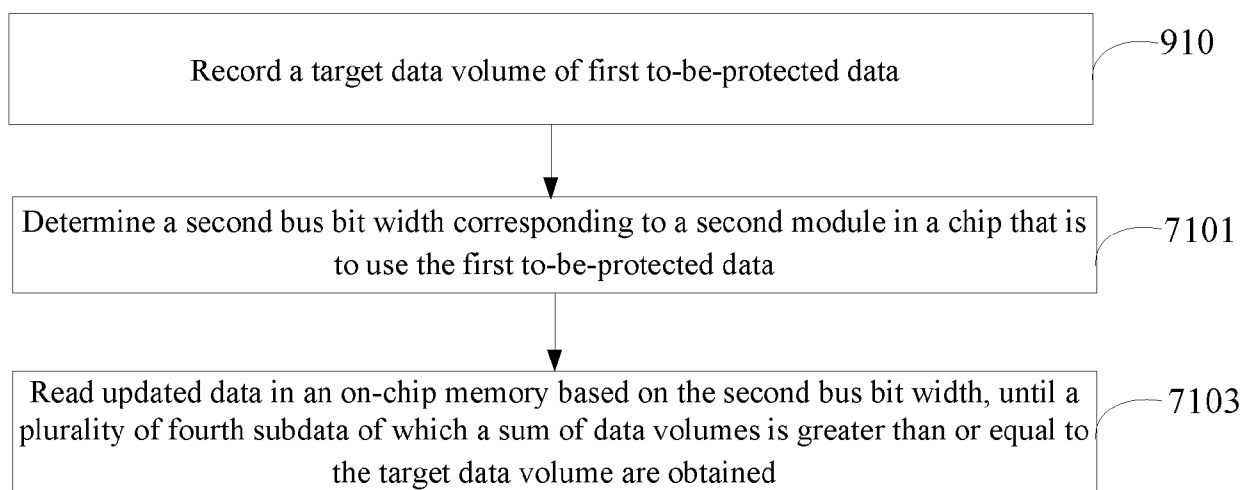 Record a target data volume of first to-be-protected data
910
Determine a second bus bit width corresponding to a second module in a chip that is
to use the first to-be-protected data
7101
Read updated data in an on-chip memory based on the second bus bit width, until a
plurality of fourth subdata of which a sum of data volumes is greater than or equal to
the target data volume are obtained
7103